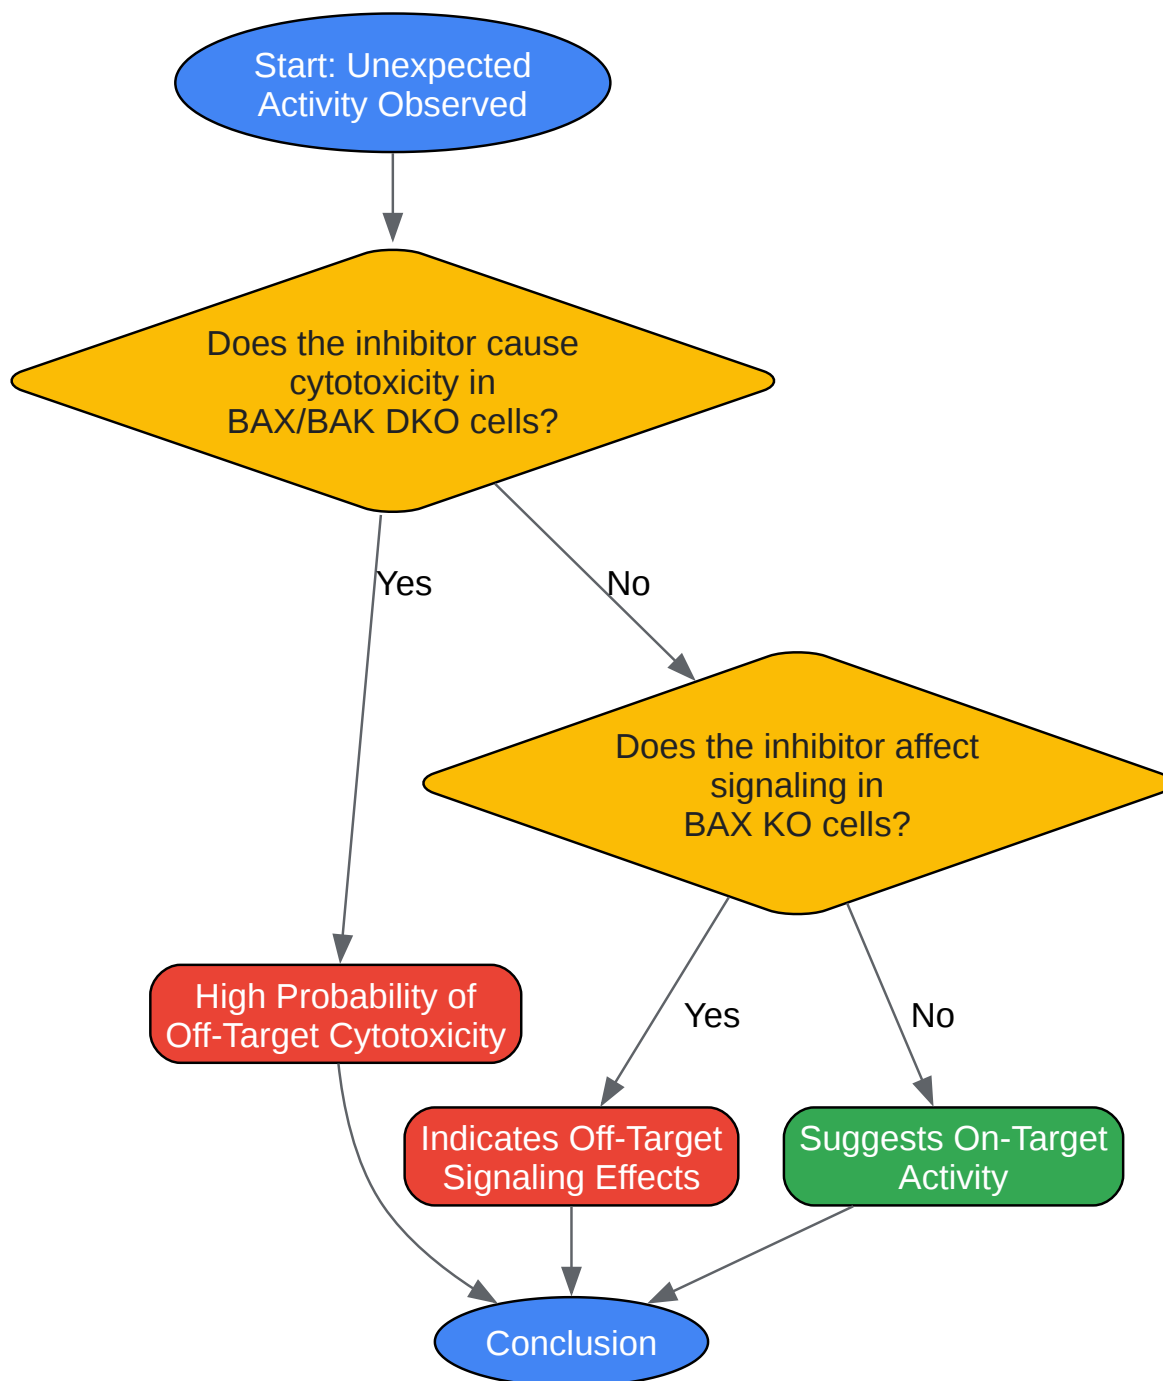 Start: Unexpected
Activity Observed
Does the inhibitor cause
cytotoxicity in
BAX/BAK DKO cells?
Yes
No
Does the inhibitor affect
signaling in
BAX KO cells?
High Probability of
Off-Target Cytotoxicity
Yes
No
Indicates Off-Target
Signaling Effects
Suggests On-Target
Activity
Conclusion